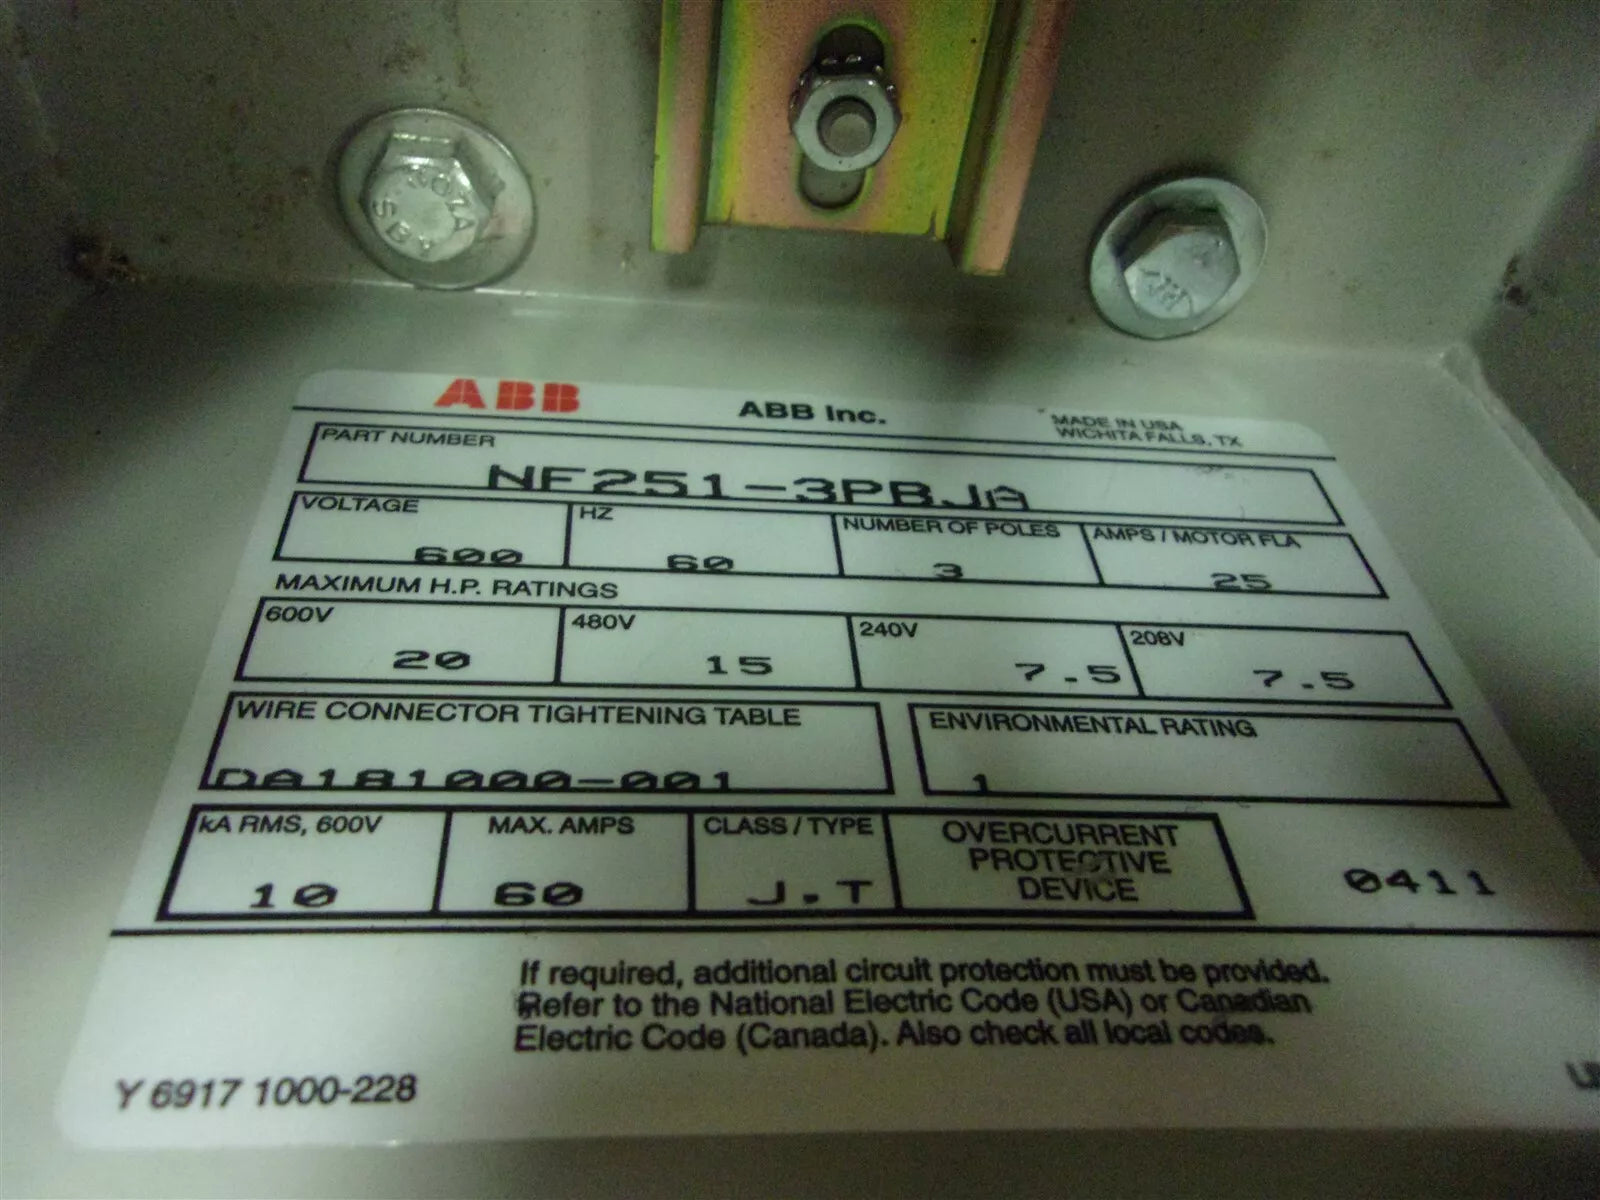 ABB
ABB Inc.
MADE IN USA
WICHITA FALLS, TX
PART NUMBER
NF251-3PBJA
VOLTAGE
600
HZ
60
NUMBER OF POLES
3
AMPS / MOTOR FLA
25
MAXIMUM H.P. RATINGS
600V
20
480V
15
240V
7.5
208V
7.5
WIRE CONNECTOR TIGHTENING TABLE
DA181000-001
ENVIRONMENTAL RATING
1
kA RMS, 600V
10
MAX. AMPS
60
CLASS / TYPE
J.T
OVERCURRENT
PROTECTIVE
DEVICE
0411
If required, additional circuit protection must be provided.
Refer to the National Electric Code (USA) or Canadian
Electric Code (Canada). Also check all local codes.
Y 6917 1000-228